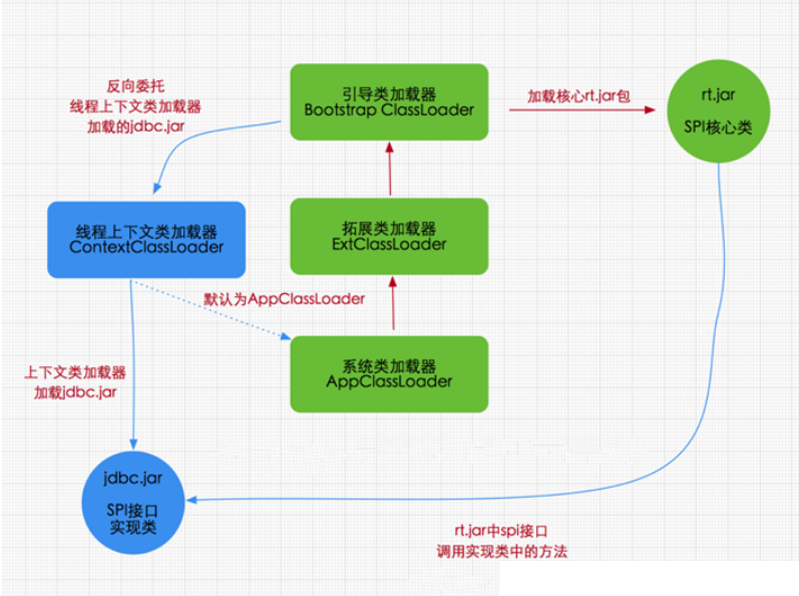 反向委托
线程上下文类加载器
加载的jdbc.jar
引导类加载器
Bootstrap ClassLoader
加载核心rt.jar包
rt.jar
SPI核心类
线程上下文类加载器
ContextClassLoader
拓展类加载器
ExtClassLoader
默认为AppClassLoader
系统类加载器
AppClassLoader
上下文类加载器
加载jdbc.jar
jdbc.jar
SPI接口
实现类
rt.jar中spi接口
调用实现类中的方法